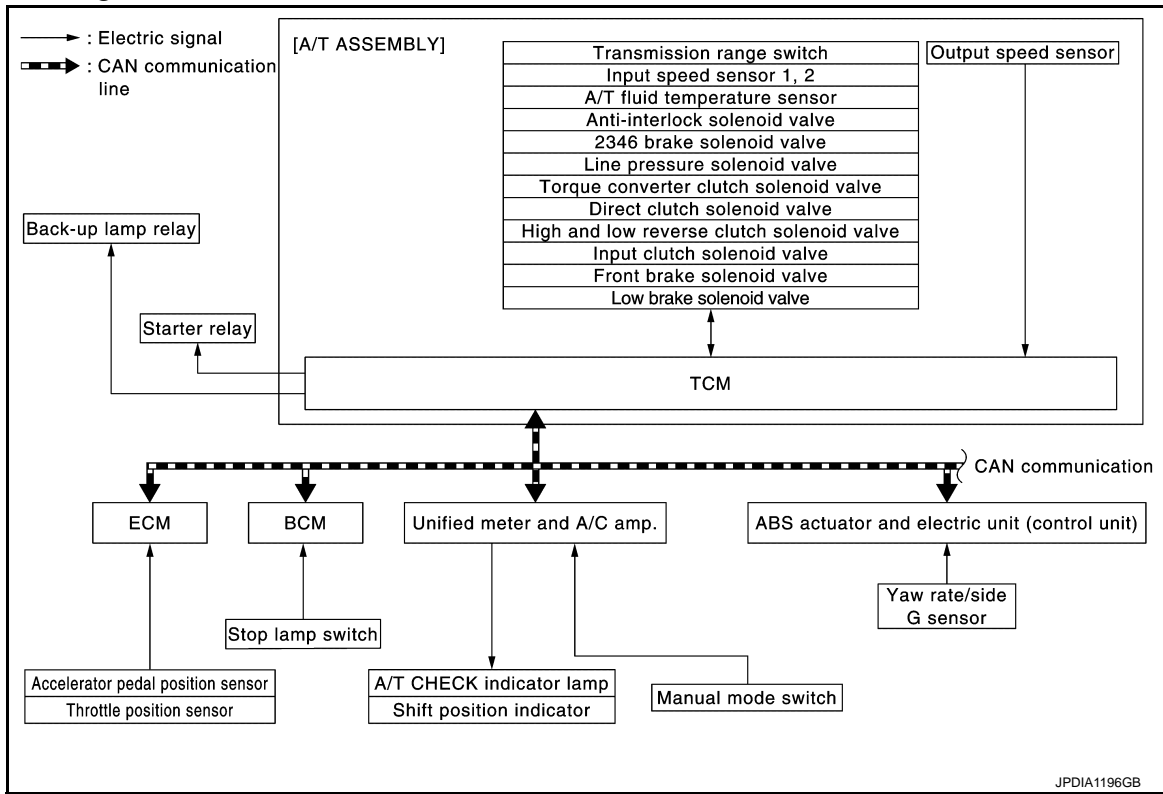 : Electric signal
: CAN communication
line
[A/T ASSEMBLY]
Transmission range switch
Input speed sensor 1, 2
A/T fluid temperature sensor
Anti-interlock solenoid valve
2346 brake solenoid valve
Line pressure solenoid valve
Torque converter clutch solenoid valve
Direct clutch solenoid valve
High and low reverse clutch solenoid valve
Input clutch solenoid valve
Front brake solenoid valve
Low brake solenoid valve
Output speed sensor
Back-up lamp relay
Starter relay
TCM
CAN communication
ECM
BCM
Unified meter and A/C amp.
ABS actuator and electric unit (control unit)
Yaw rate/side
G sensor
Stop lamp switch
Accelerator pedal position sensor
Throttle position sensor
A/T CHECK indicator lamp
Shift position indicator
Manual mode switch
JPDIA1196GB